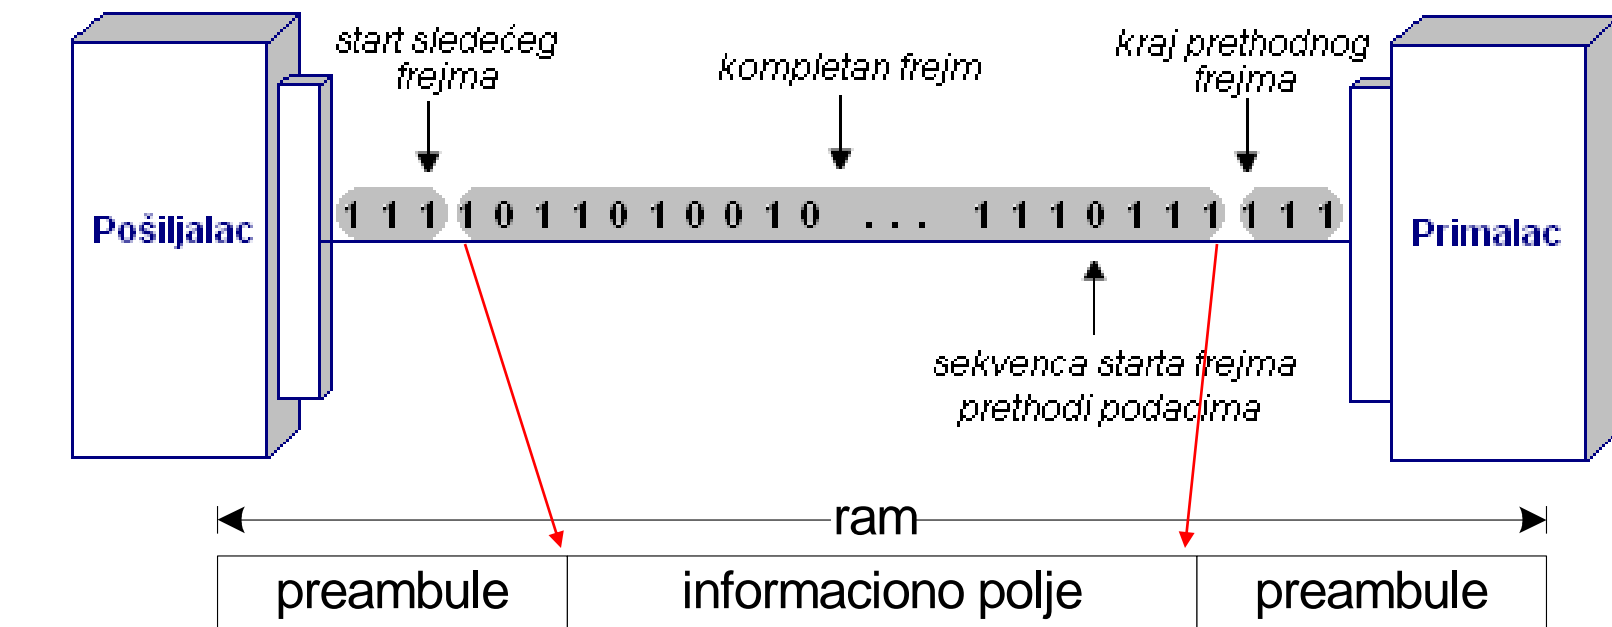 start sledećeg
frejma
kompletan frejm
kraj prethodnog
frejma
Pošiljalac
1 1 1 1 0 1 1 0 1 0 0 1 0 ... 1 1 1 0 1 1 1 1 1 1
Primalac
sekvenca starta frejma
prethodi podacima
ram
preambule informaciono polje preambule